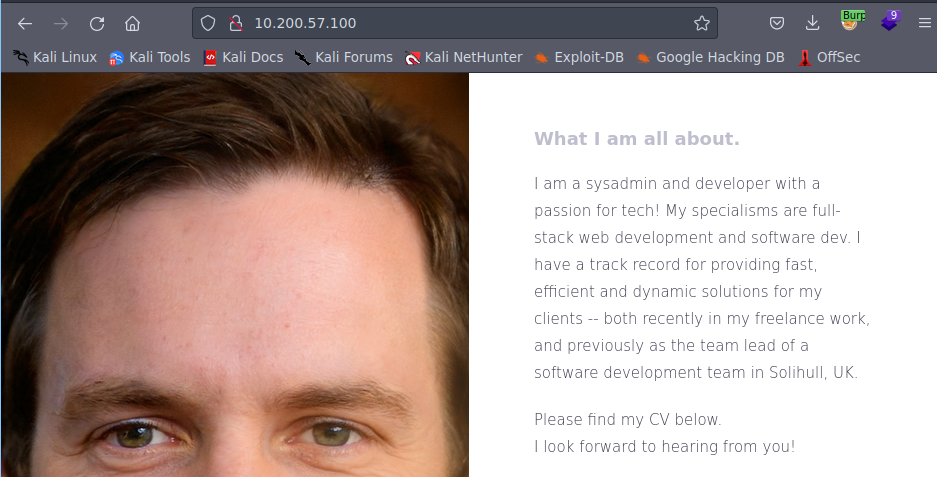 10.200.57.100
Burp
9
Kali Linux Kali Tools Kali Docs Kali Forums Kali NetHunter Exploit-DB Google Hacking DB OffSec
What I am all about.
I am a sysadmin and developer with a
passion for tech! My specialisms are full-
stack web development and software dev. I
have a track record for providing fast,
efficient and dynamic solutions for my
clients -- both recently in my freelance work,
and previously as the team lead of a
software development team in Solihull, UK.
Please find my CV below.
I look forward to hearing from you!